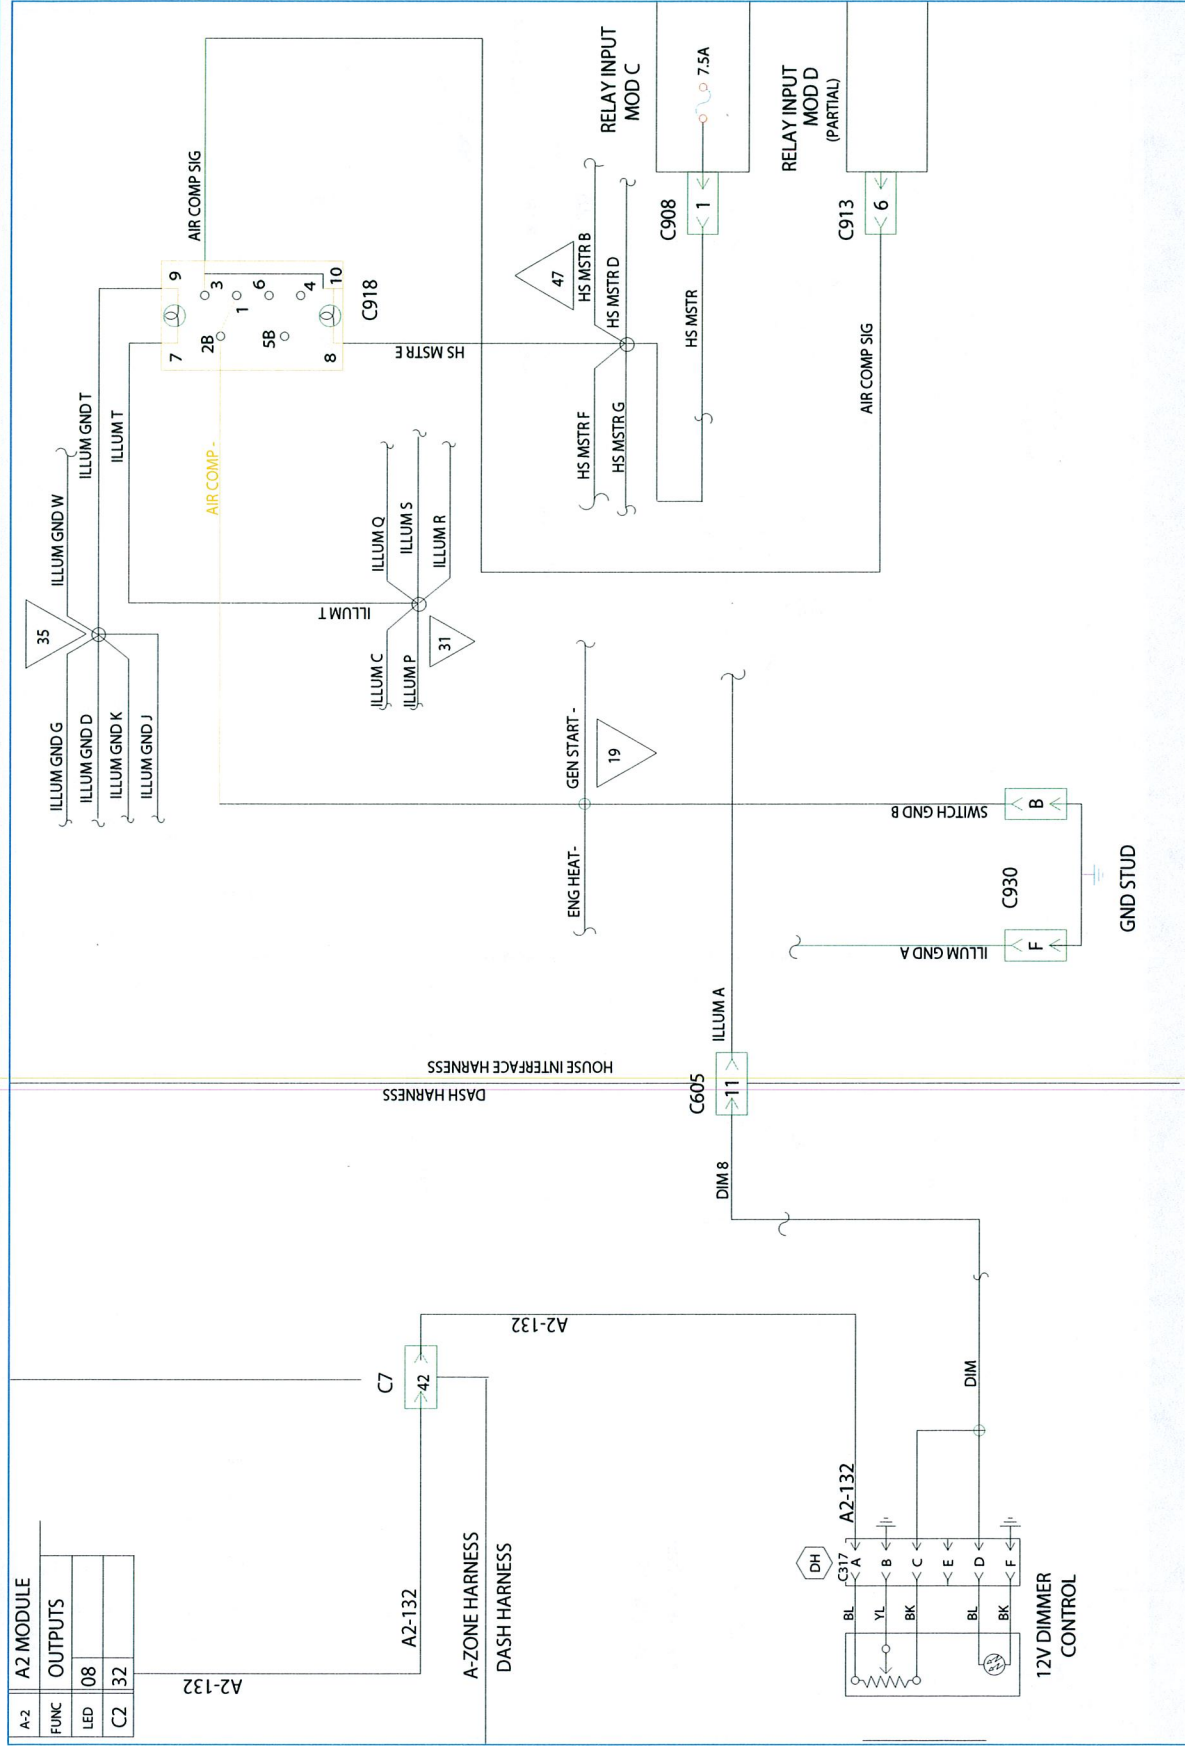 A-2 A2 MODULE
FUNC OUTPUTS
LED 08
C2 32
A2-132
A2-132
C7
42
A2-132
A-ZONE HARNESS
DASH HARNESS
A2-132
DH
C317
A
B
C
E
D
F
BL
YL
BK
BL
BK
12V DIMMER
CONTROL
DIM
DIM 8
C605
11
DASH HARNESS
HOUSE INTERFACE HARNESS
ILLUM A
ILLUM GND A
F
C930
SWITCH GND B
B
GND STUD
ENG HEAT-
GEN START -
19
ILLUM GND G
ILLUM GND D
ILLUM GND K
ILLUM GND J
35
ILLUM GND W
ILLUM GND T
ILLUM T
AIR COMP -
ILLUM T
ILLUM C
ILLUM P
31
ILLUM Q
ILLUM S
ILLUM R
AIR COMP SIG
7
9
2B
3
1
6
5B
4
8
10
C918
HS MSTR E
47
HS MSTR F
HS MSTR G
HS MSTR B
HS MSTR D
HS MSTR
C908
1
RELAY INPUT
MOD C
7.5A
AIR COMP SIG
C913
6
RELAY INPUT
MOD D
(PARTIAL)